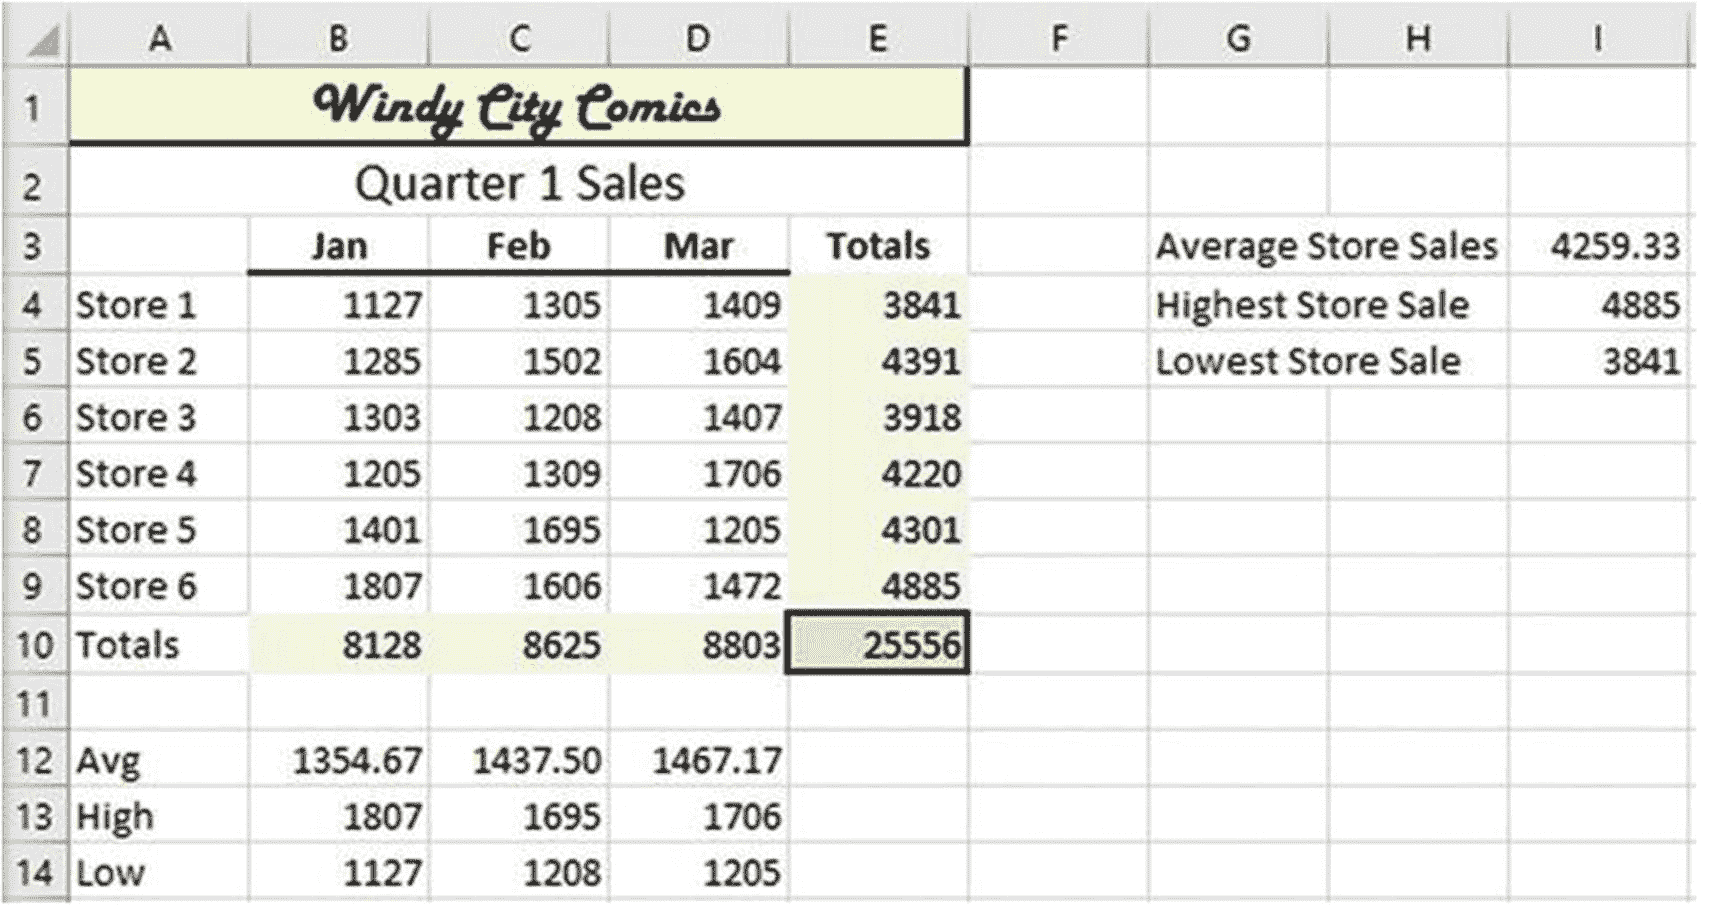 A B C D E F G H I
1 Windy City Comics
2 Quarter 1 Sales
3 Jan Feb Mar Totals Average Store Sales 4259.33
4 Store 1 1127 1305 1409 3841 Highest Store Sale 4885
5 Store 2 1285 1502 1604 4391 Lowest Store Sale 3841
6 Store 3 1303 1208 1407 3918
7 Store 4 1205 1309 1706 4220
8 Store 5 1401 1695 1205 4301
9 Store 6 1807 1606 1472 4885
10 Totals 8128 8625 8803 25556
11
12 Avg 1354.67 1437.50 1467.17
13 High 1807 1695 1706
14 Low 1127 1208 1205